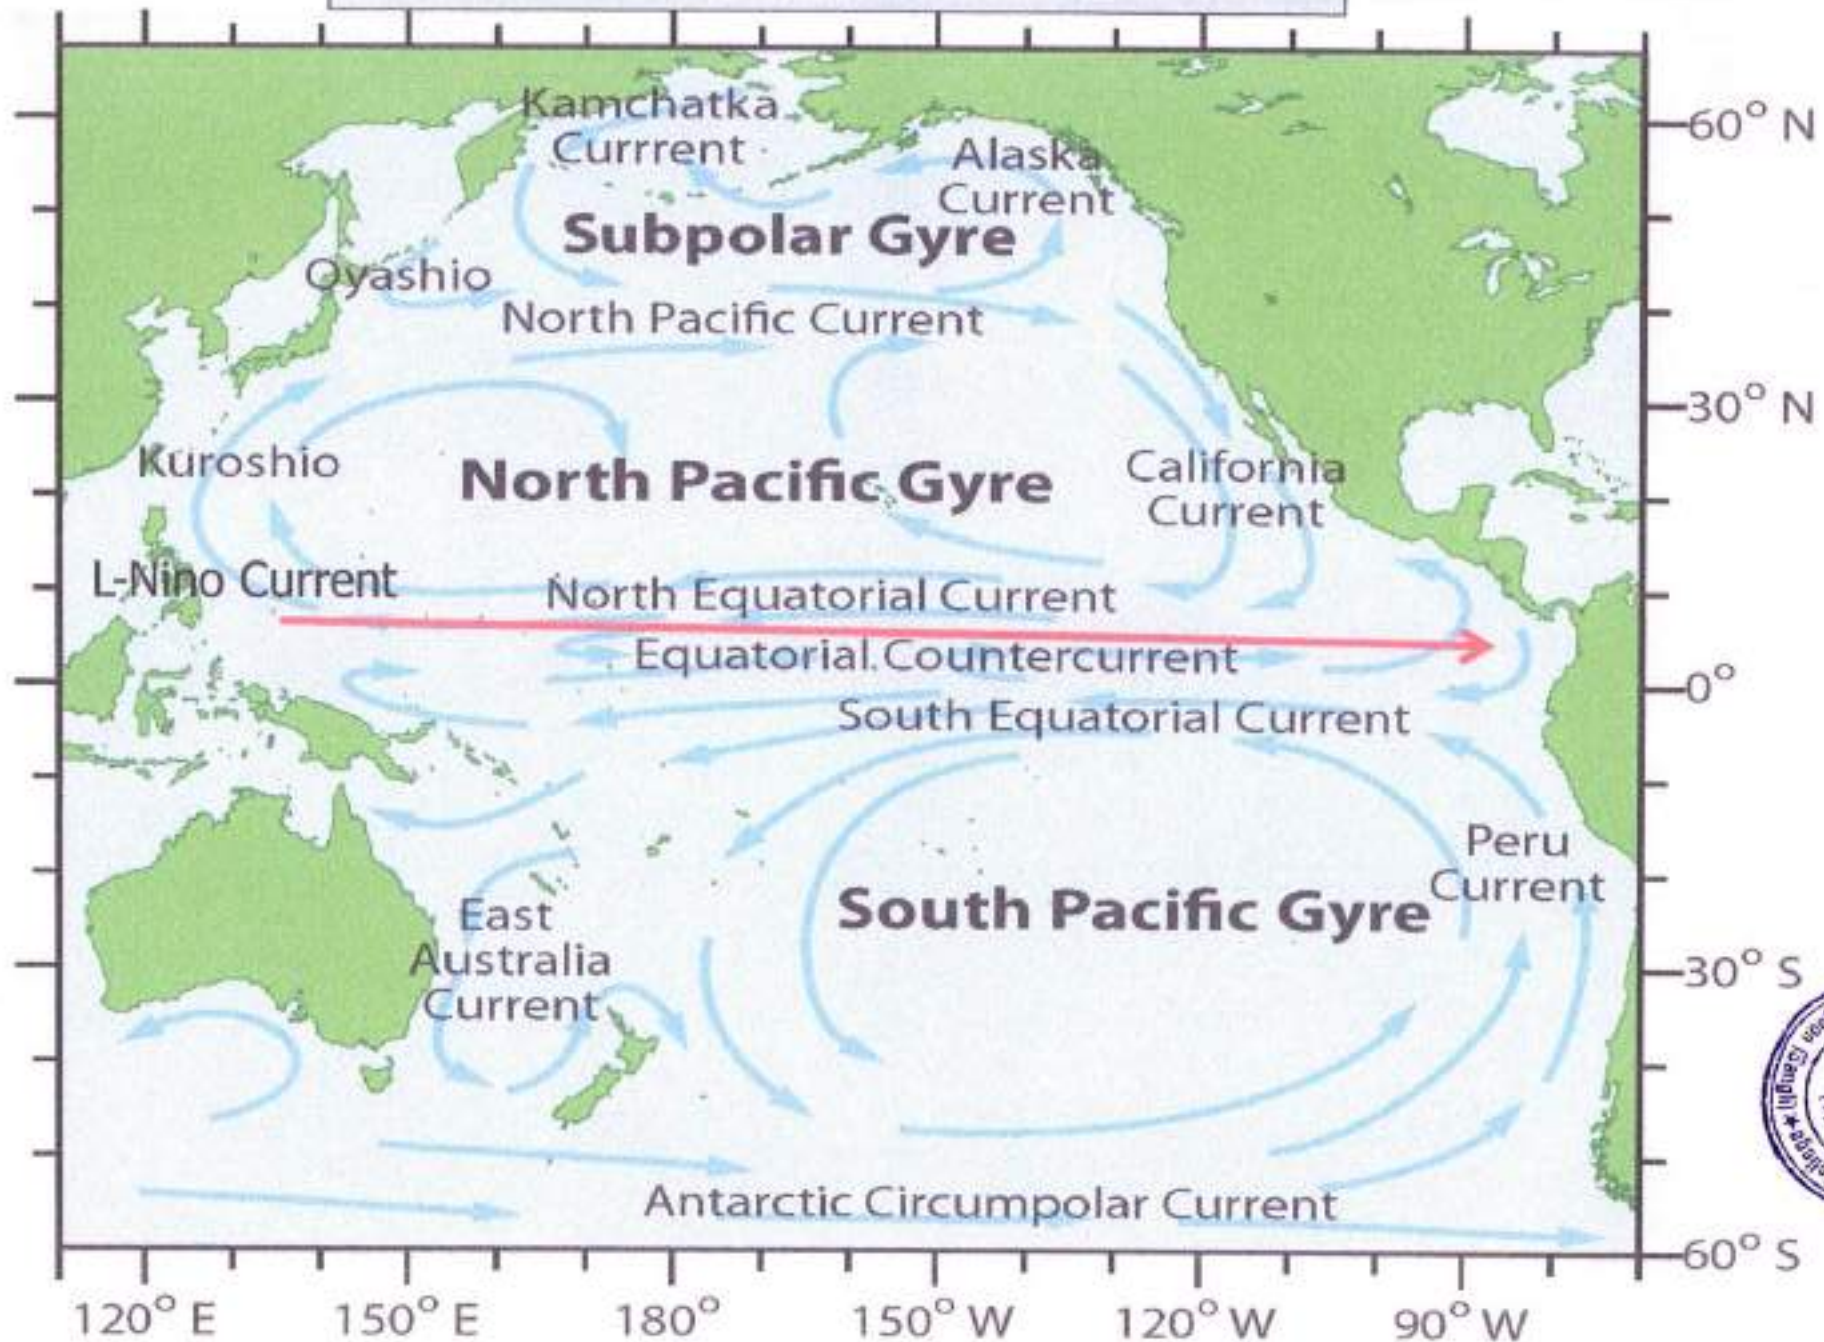 Kamchatka
Currrent
Alaska
Current
Subpolar Gyre
Oyashio
North Pacific Current
Kuroshio
North Pacific Gyre
California
Current
L-Nino Current
North Equatorial Current
Equatorial Countercurrent
South Equatorial Current
Peru
Current
South Pacific Gyre
East
Australia
Current
Antarctic Circumpolar Current
60° N
30° N
0°
30° S
60° S
120° E
150° E
180°
150° W
120° W
90° W
(Sangli)★